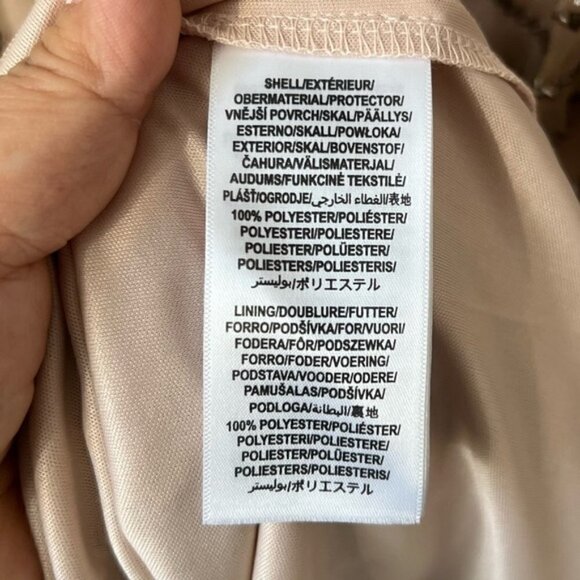 SHELL/EXTÉRIEUR/
OBERMATERIAL/PROTECTOR/
VNĚJŠÍ POVRCH/SKAL/PÄÄLLYS/
ESTERNO/SKALL/POWŁOKA/
EXTERIOR/SKAL/BOVENSTOF/
ČAHURA/VÄLISMATERJAL/
AUDUMS/FUNKCINĖ TEKSTILĖ/
PLÁŠŤ/OGRODJE/الغطاء الخارجي/表地
100% POLYESTER/POLIÉSTER/
POLYESTERI/POLIESTERE/
POLIESTER/POLÜESTER/
POLIESTERS/POLIESTERIS/
بوليستر/ポリエステル
LINING/DOUBLURE/FUTTER/
FORRO/PODŠÍVKA/FOR/VUORI/
FODERA/FÔR/PODSZEWKA/
FORRO/FODER/VOERING/
PODSTAVA/VOODER/ODERE/
PAMUŠALAS/PODŠÍVKA/
PODLOGA/البطانة/裏地
100% POLYESTER/POLIÉSTER/
POLYESTERI/POLIESTERE/
POLIESTER/POLÜESTER/
POLIESTERS/POLIESTERIS/
بوليستر/ポリエステル